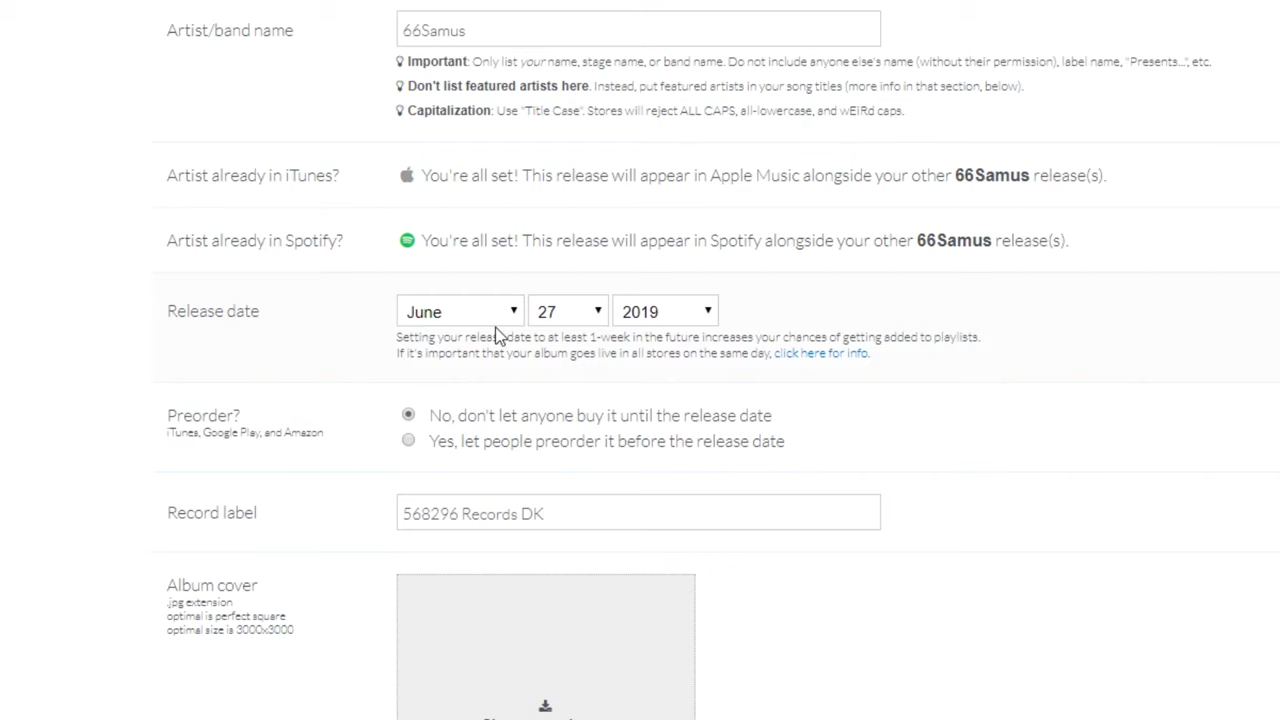 Artist/band name
66Samus
Important: Only list your name, stage name, or band name. Do not include anyone else's name (without their permission), label name, "Presents...", etc.
Don't list featured artists here. Instead, put featured artists in your song titles (more info in that section, below).
Capitalization: Use "Title Case". Stores will reject ALL CAPS, all-lowercase, and wEIRd caps.
Artist already in iTunes?
You're all set! This release will appear in Apple Music alongside your other 66Samus release(s).
Artist already in Spotify?
You're all set! This release will appear in Spotify alongside your other 66Samus release(s).
Release date
June 27 2019
Setting your release date to at least 1-week in the future increases your chances of getting added to playlists.
If it's important that your album goes live in all stores on the same day, click here for info.
Preorder?
iTunes, Google Play, and Amazon
No, don't let anyone buy it until the release date
Yes, let people preorder it before the release date
Record label
568296 Records DK
Album cover
.jpg extension
optimal is perfect square
optimal size is 3000x3000